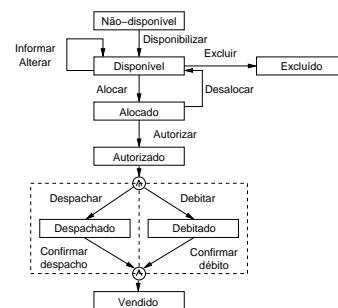 Não-disponível
Disponibilizar
Informar
Alterar
Excluir
Disponível
Excluído
Alocar
Desalocar
Alocado
Autorizar
Autorizado
Despachar
Debitar
Despachado
Debitado
Confirmar
despacho
Confirmar
débito
Vendido